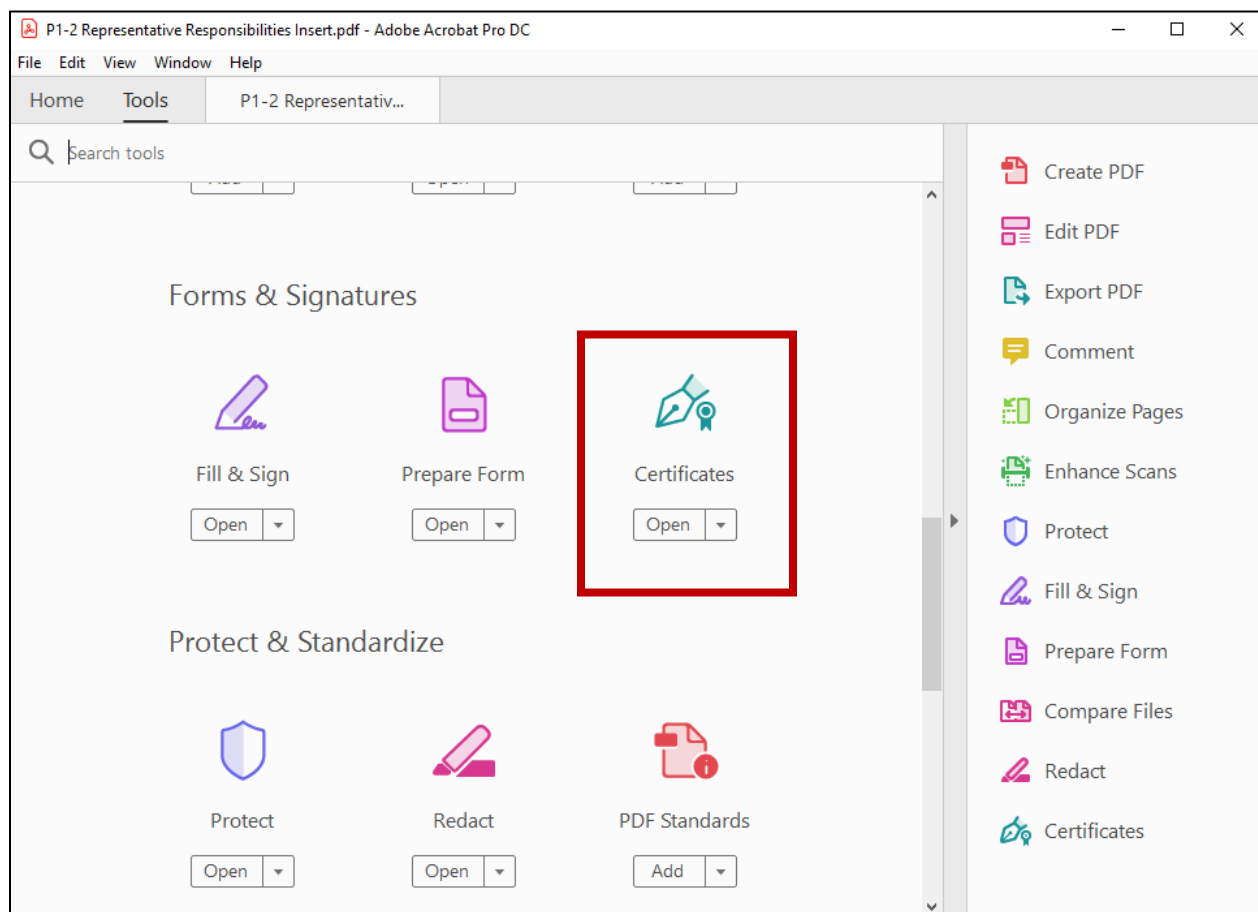 P1-2 Representative Responsibilities Insert.pdf - Adobe Acrobat Pro DC
File Edit View Window Help
Home Tools P1-2 Representativ...
Search tools
Forms & Signatures
Fill & Sign Prepare Form Certificates
Open Open Open
Protect & Standardize
Protect Redact PDF Standards
Open Open Add
Create PDF
Edit PDF
Export PDF
Comment
Organize Pages
Enhance Scans
Protect
Fill & Sign
Prepare Form
Compare Files
Redact
Certificates